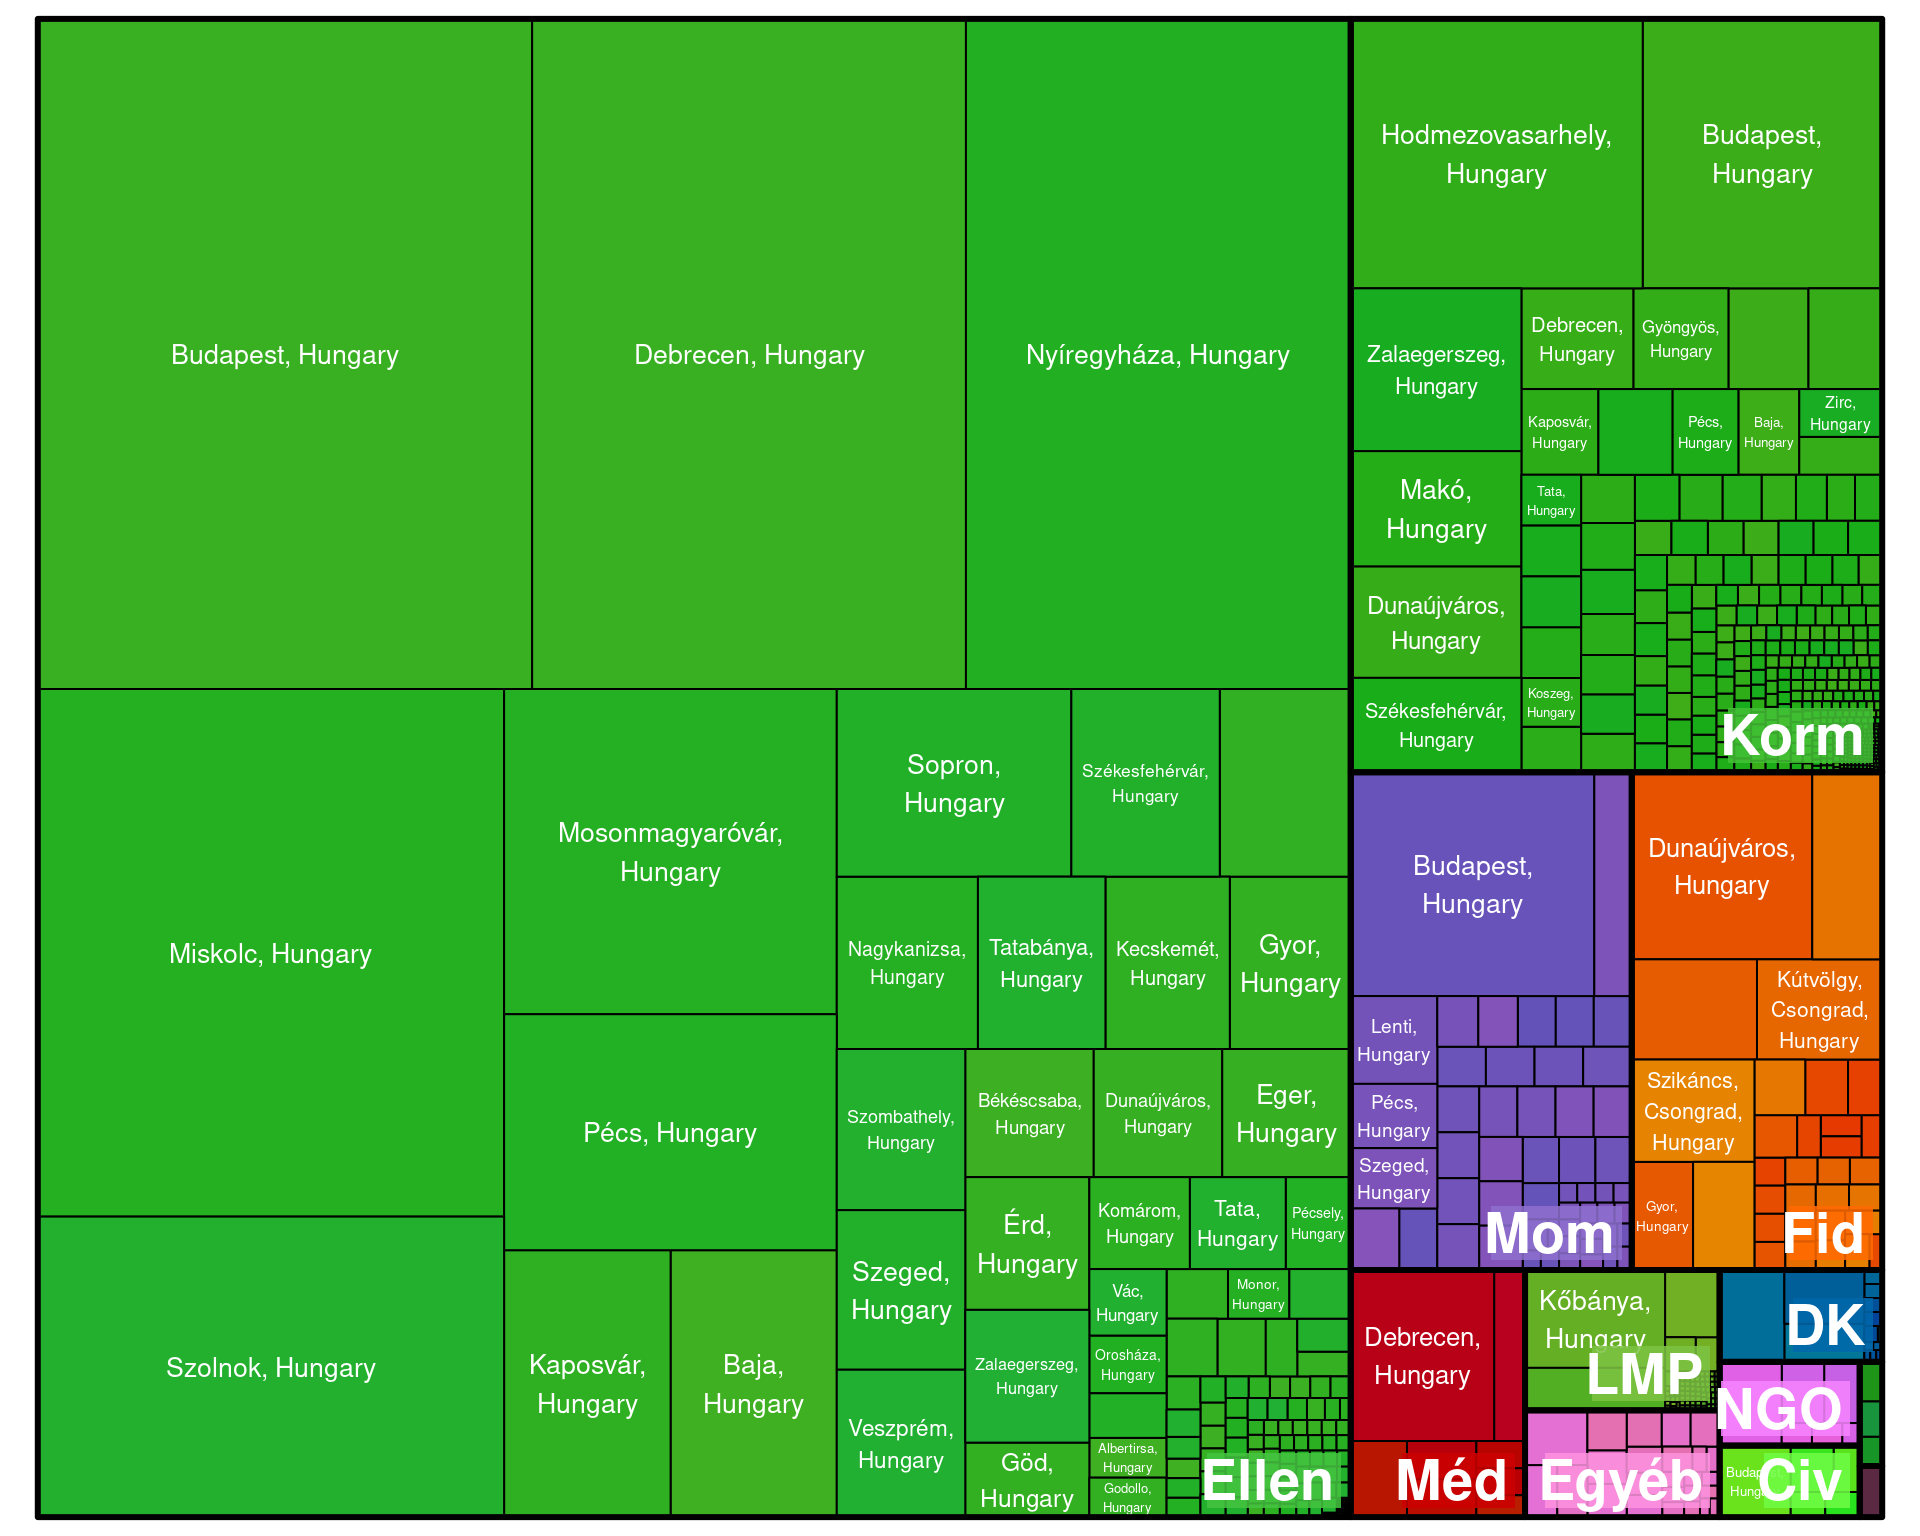 Budapest, Hungary
Debrecen, Hungary
Nyíregyháza, Hungary
Miskolc, Hungary
Szolnok, Hungary
Mosonmagyaróvár,
Hungary
Pécs, Hungary
Kaposvár,
Hungary
Baja,
Hungary
Sopron,
Hungary
Székesfehérvár,
Hungary
Nagykanizsa,
Hungary
Tatabánya,
Hungary
Kecskemét,
Hungary
Gyor,
Hungary
Szombathely,
Hungary
Szeged,
Hungary
Veszprém,
Hungary
Békéscsaba,
Hungary
Dunaújváros,
Hungary
Eger,
Hungary
Érd,
Hungary
Zalaegerszeg,
Hungary
Göd,
Hungary
Komárom,
Hungary
Tata,
Hungary
Pécsely,
Hungary
Vác,
Hungary
Monor,
Hungary
Orosháza,
Hungary
Albertirsa,
Hungary
Godollo,
Hungary
Ellen
Hodmezovasarhely,
Hungary
Budapest,
Hungary
Zalaegerszeg,
Hungary
Makó,
Hungary
Dunaújváros,
Hungary
Székesfehérvár,
Hungary
Debrecen,
Hungary
Gyöngyös,
Hungary
Kaposvár,
Hungary
Pécs,
Hungary
Baja,
Hungary
Zirc,
Hungary
Tata,
Hungary
Koszeg,
Hungary
Korm
Budapest,
Hungary
Lenti,
Hungary
Pécs,
Hungary
Szeged,
Hungary
Mom
Dunaújváros,
Hungary
Kútvölgy,
Csongrad,
Hungary
Szikáncs,
Csongrad,
Hungary
Gyor,
Hungary
Fid
Debrecen,
Hungary
Méd
Kőbánya,
Hungary
LMP
Egyéb
DK
NGO
Civ